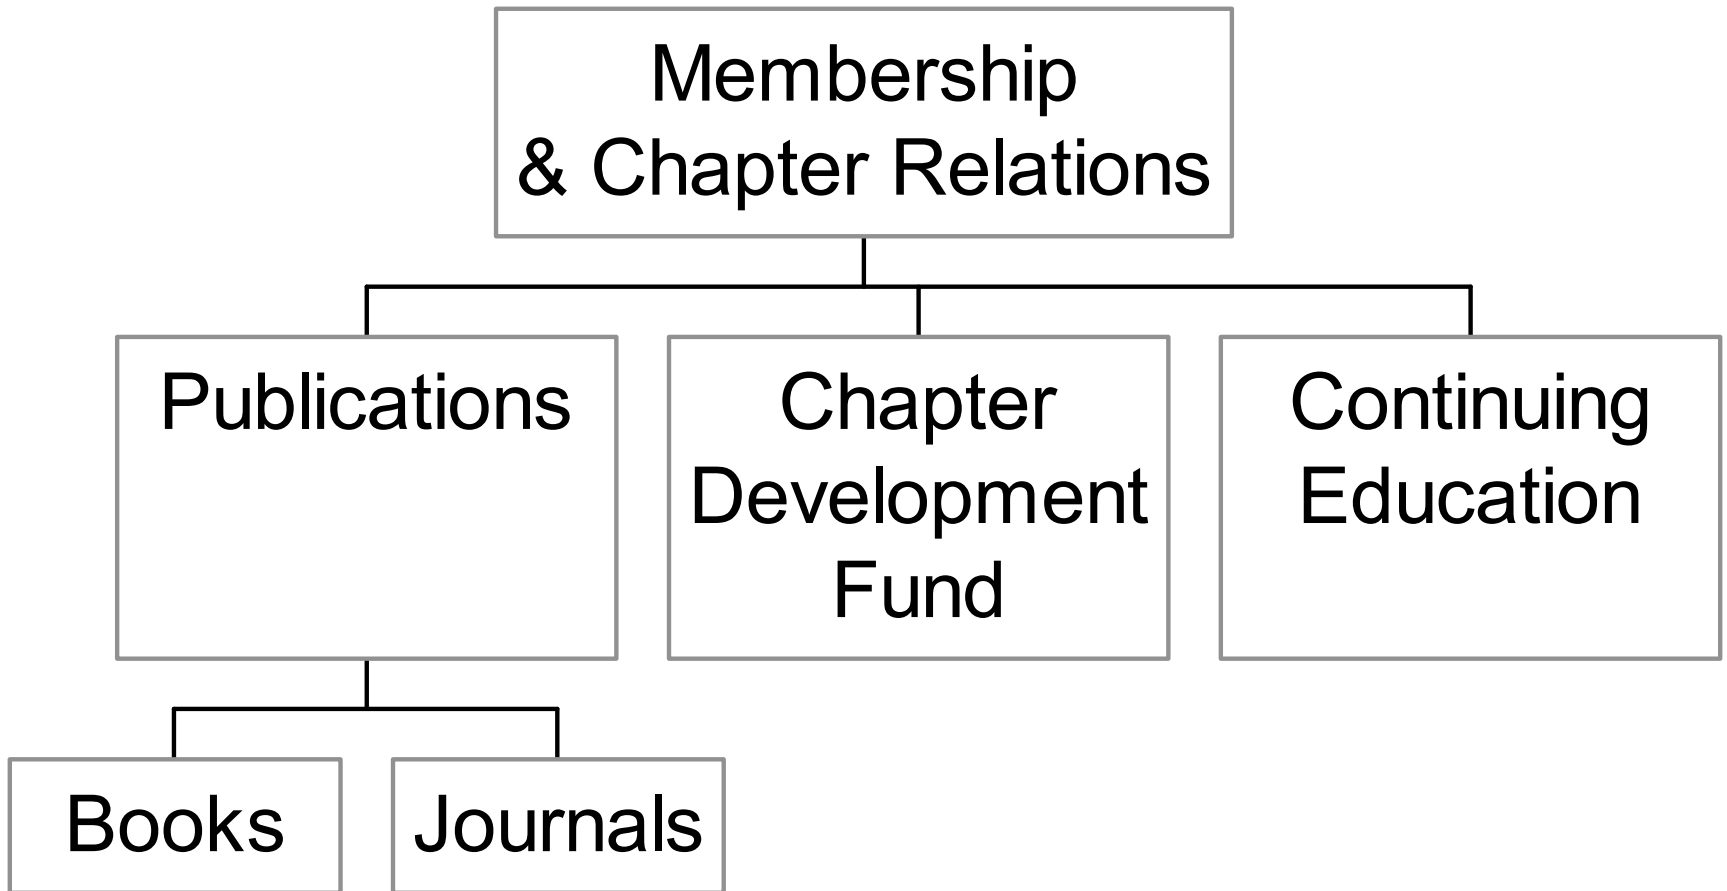 Membership
& Chapter Relations
Publications
Chapter
Development
Fund
Continuing
Education
Books
Journals